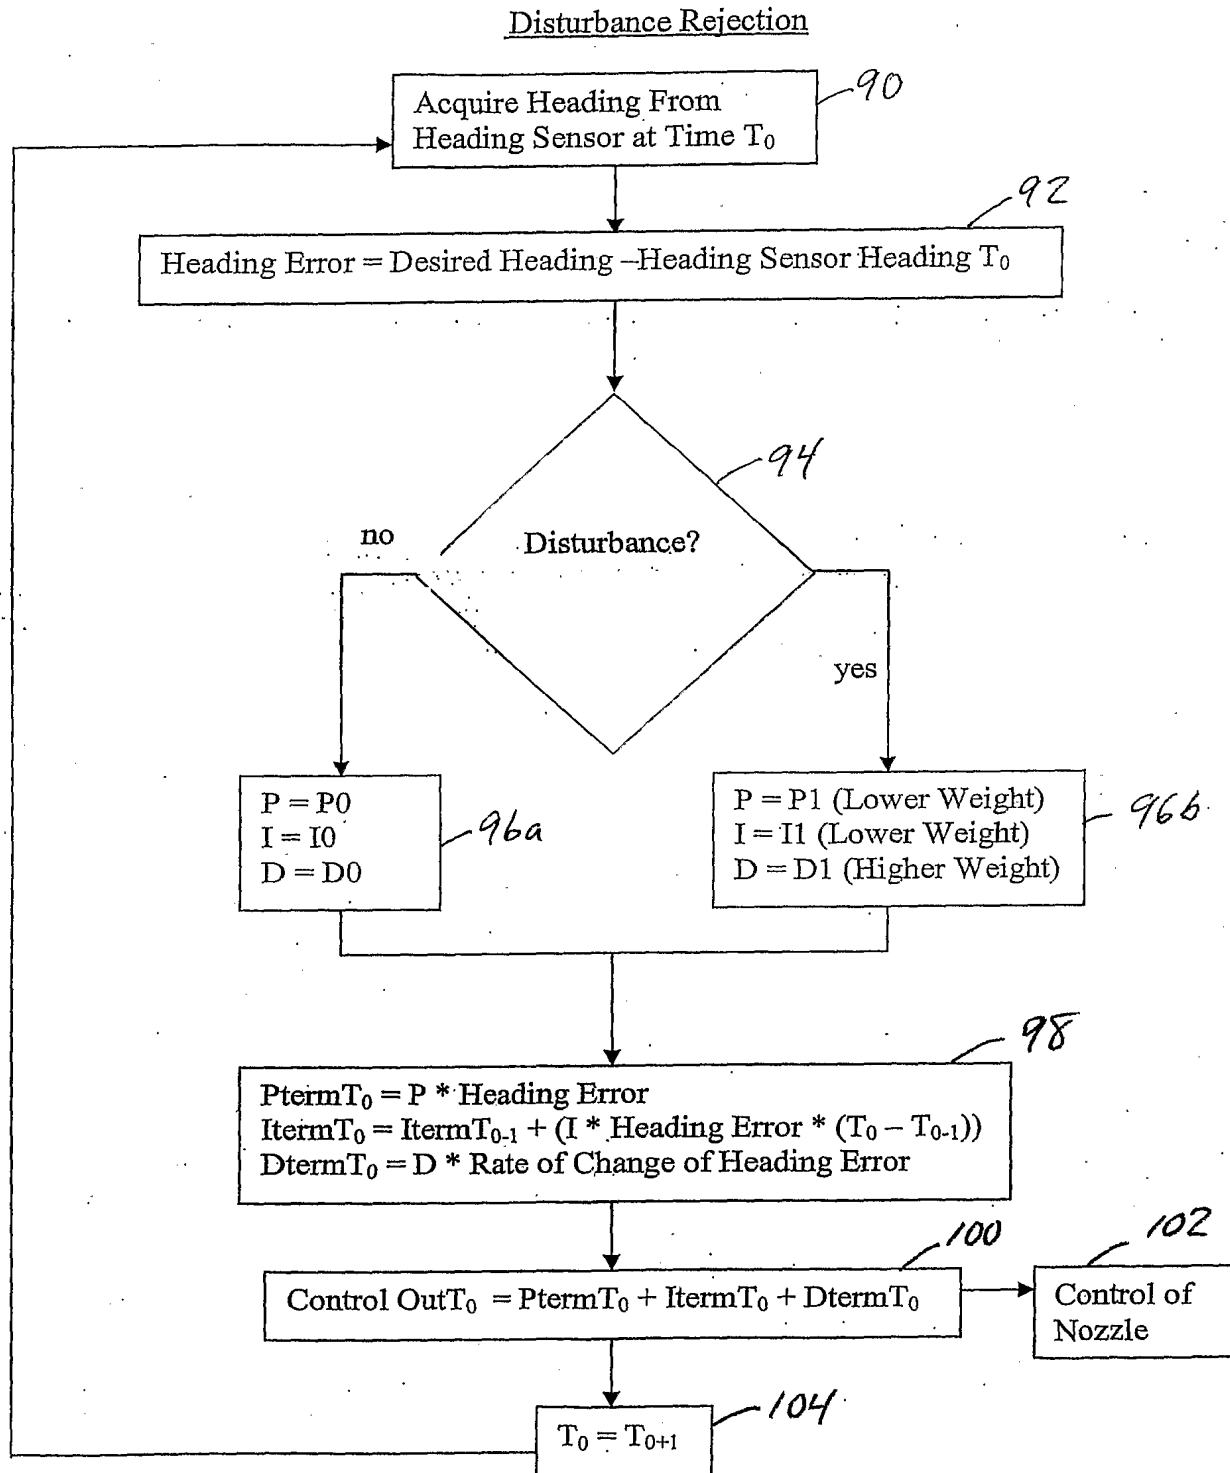 Disturbance Rejection
90
Acquire Heading From
Heading Sensor at Time T₀
92
Heading Error = Desired Heading –Heading Sensor Heading T₀
94
no
Disturbance?
yes
P = P0
I = I0
D = D0
96a
P = P1 (Lower Weight)
I = I1 (Lower Weight)
D = D1 (Higher Weight)
96b
98
PtermT₀ = P * Heading Error
ItermT₀ = ItermT₀₋₁ + (I * Heading Error * (T₀ – T₀₋₁))
DtermT₀ = D * Rate of Change of Heading Error
100
Control OutT₀ = PtermT₀ + ItermT₀ + DtermT₀
102
Control of
Nozzle
104
T₀ = T₀₊₁